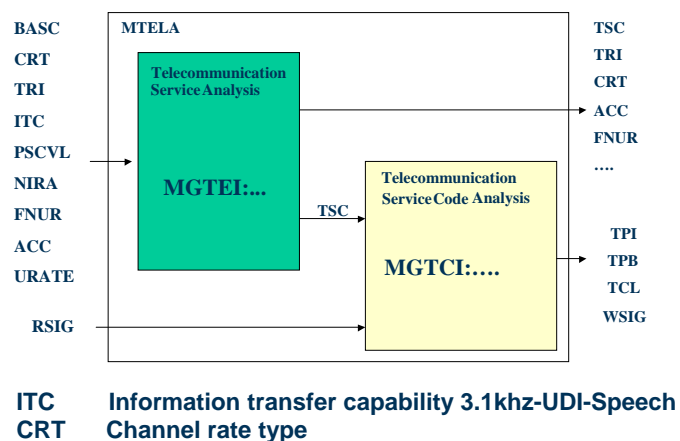 BASC
CRT
TRI
ITC
PSCVL
NIRA
FNUR
ACC
URATE
RSIG
MTELA
Telecommunication
Service Analysis
MGTEI:...
TSC
Telecommunication
Service Code Analysis
MGTCI:....
TSC
TRI
CRT
ACC
FNUR
....
TPI
TPB
TCL
WSIG
ITC Information transfer capability 3.1khz-UDI-Speech
CRT Channel rate type